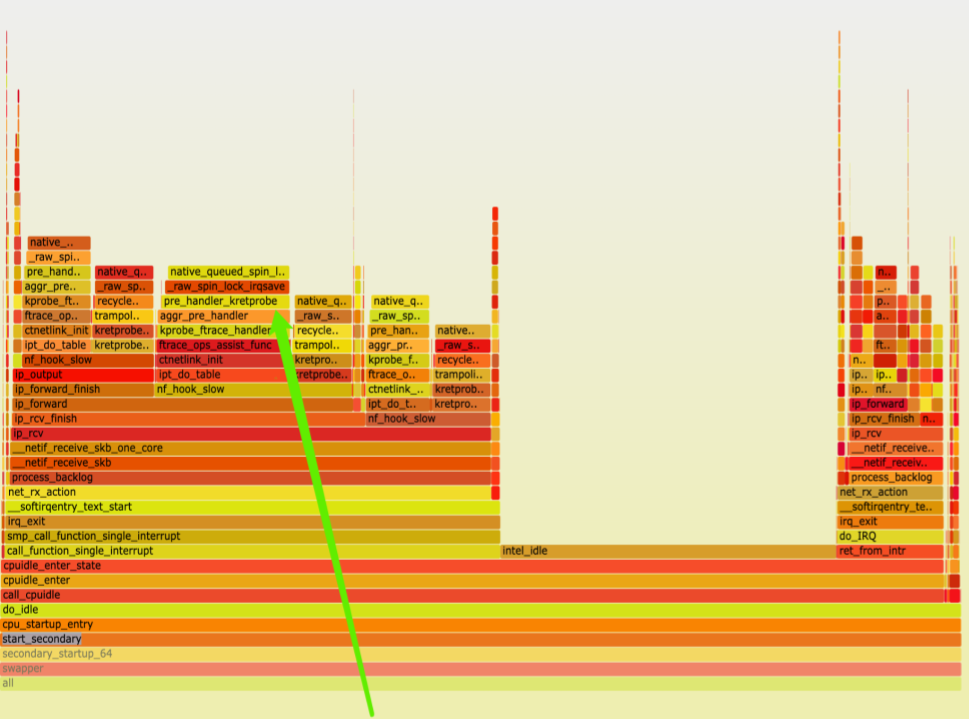 native_.. 
_raw_spi..
pre_hand.. native_q.. native_queued_spin_l.. n..
aggr_pre.. _raw_sp.. _raw_spin_lock_irqsave _..
kprobe_ft.. recycle.. pre_handler_kretprobe native_q.. native_q.. p..
ftrace_op.. trampol.. aggr_pre_handler _raw_s.. _raw_sp.. a..
ctnetlink_init kretprobe.. kprobe_ftrace_handler recycle.. pre_han.. native..
ipt_do_table kretprobe.. ftrace_ops_assist_func trampol.. aggr_pr.. _raw_s.. ft..
nf_hook_slow ctnetlink_init kretpro.. kprobe_f.. recycle.. n..
ip_output ipt_do_table kretprobe.. ftrace_o.. trampoli.. ip.. ip..
ip_forward_finish nf_hook_slow ctnetlink_.. kretprob.. ip.. nf..
ip_forward ipt_do_t.. kretpro.. ip_forward
ip_rcv_finish nf_hook_slow ip_rcv_finish n..
ip_rcv ip_rcv
__netif_receive_skb_one_core __netif_receive..
__netif_receive_skb __netif_receiv..
process_backlog process_backlog
net_rx_action net_rx_action
__softirqentry_text_start __softirqentry_te..
irq_exit irq_exit
smp_call_function_single_interrupt do_IRQ
call_function_single_interrupt intel_idle ret_from_intr
cpuidle_enter_state
cpuidle_enter
call_cpuidle
do_idle
cpu_startup_entry
start_secondary
secondary_startup_64
swapper
all